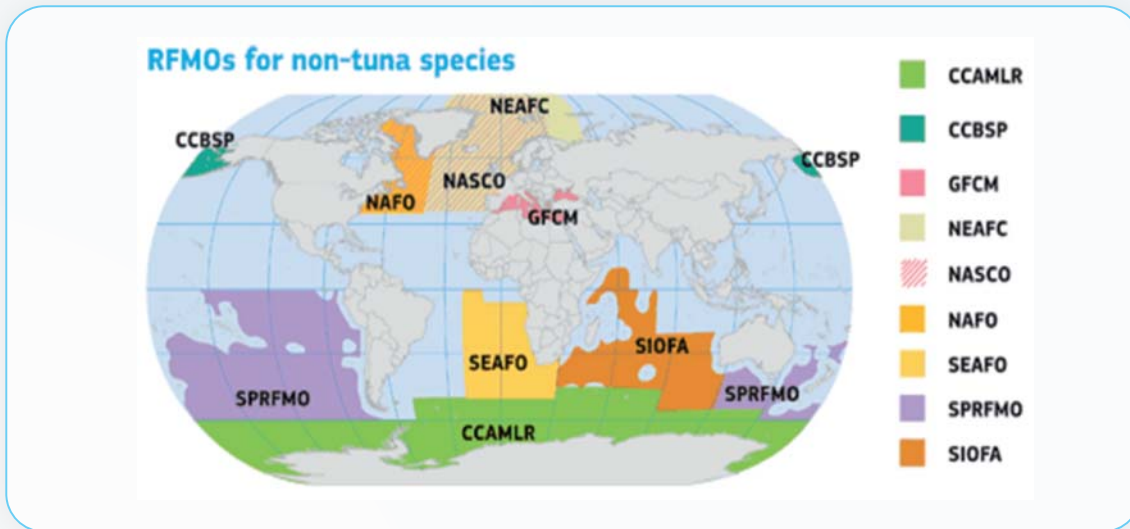 RFMOs for non-tuna species
NEAFC
CCBSP
CCBSP
NASCO
NAFO
GFCM
SIOFA
SEAFO
SPRFMO
SPRFMO
CCAMLR
CCAMLR
CCBSP
GFCM
NEAFC
NASCO
NAFO
SEAFO
SPRFMO
SIOFA